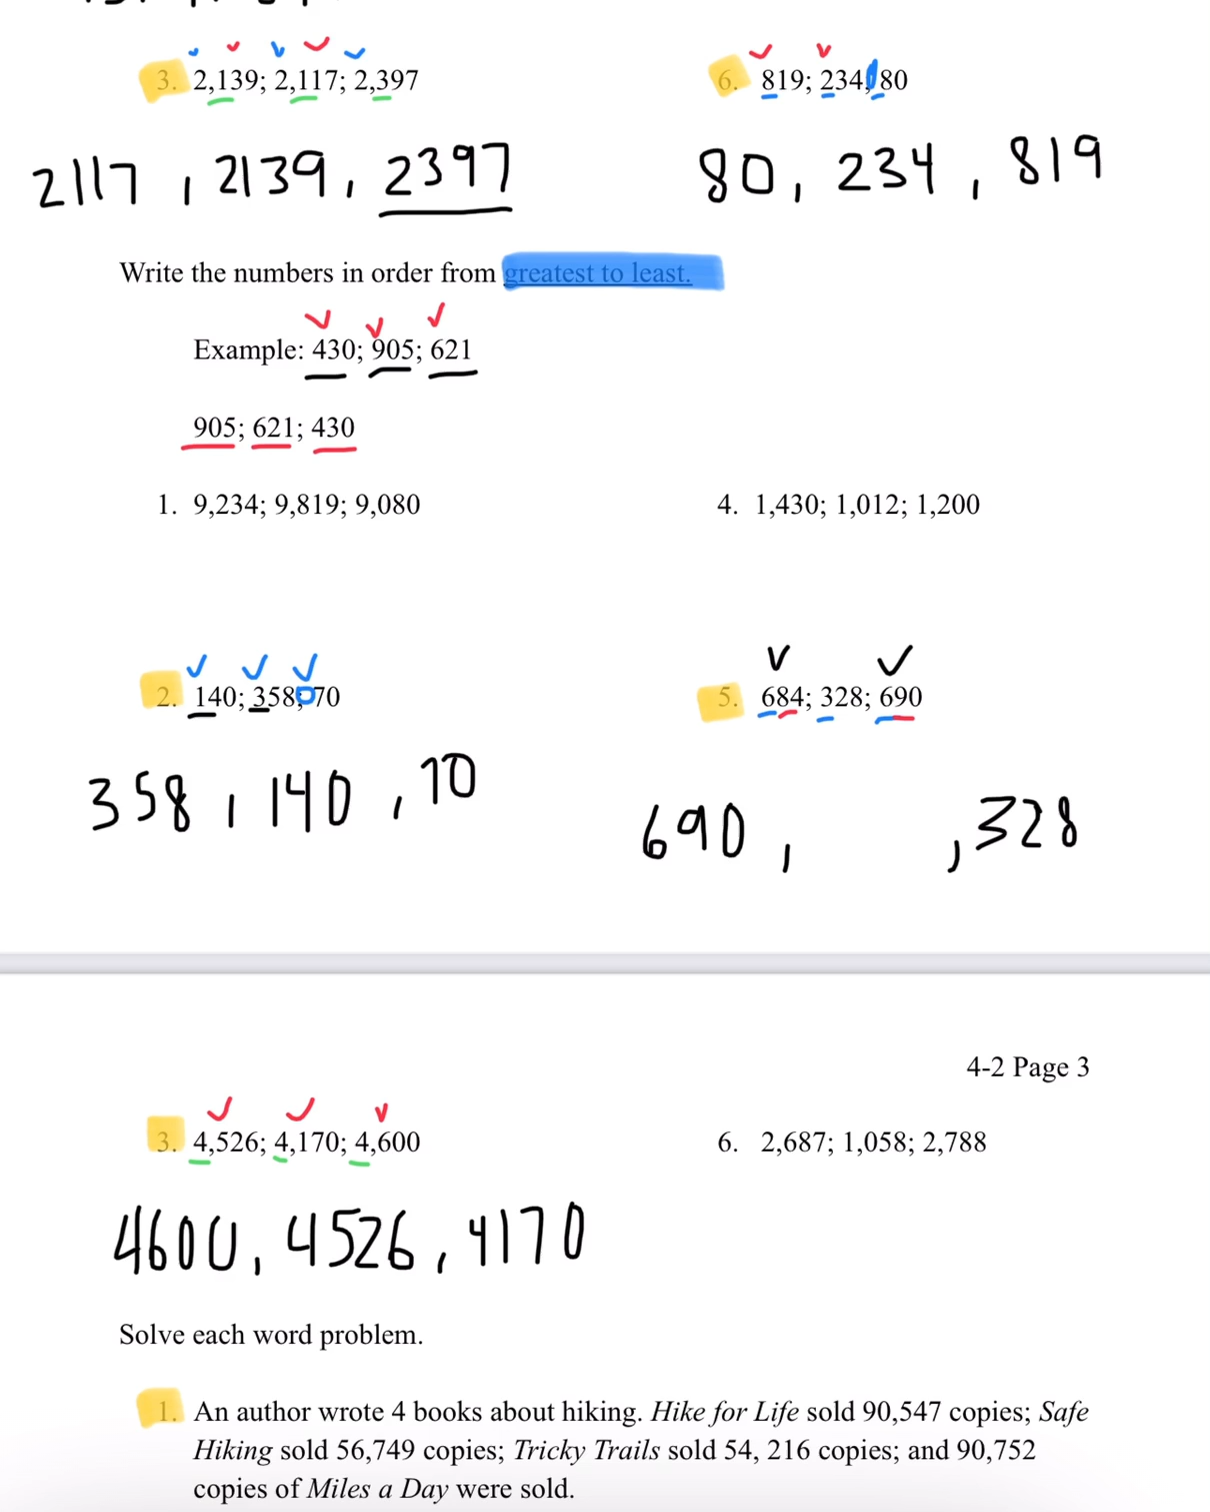 3. 2,139; 2,117; 2,397
6. 819; 234; 80
2117, 2139, 2397
80, 234, 819
Write the numbers in order from greatest to least.
Example: 430; 905; 621
905; 621; 430
1. 9,234; 9,819; 9,080
4. 1,430; 1,012; 1,200
2. 140; 358; 70
5. 684; 328; 690
358, 140, 70
690, , 328
4-2 Page 3
3. 4,526; 4,170; 4,600
6. 2,687; 1,058; 2,788
4600, 4526, 4170
Solve each word problem.
1. An author wrote 4 books about hiking. Hike for Life sold 90,547 copies; Safe
Hiking sold 56,749 copies; Tricky Trails sold 54, 216 copies; and 90,752
copies of Miles a Day were sold.